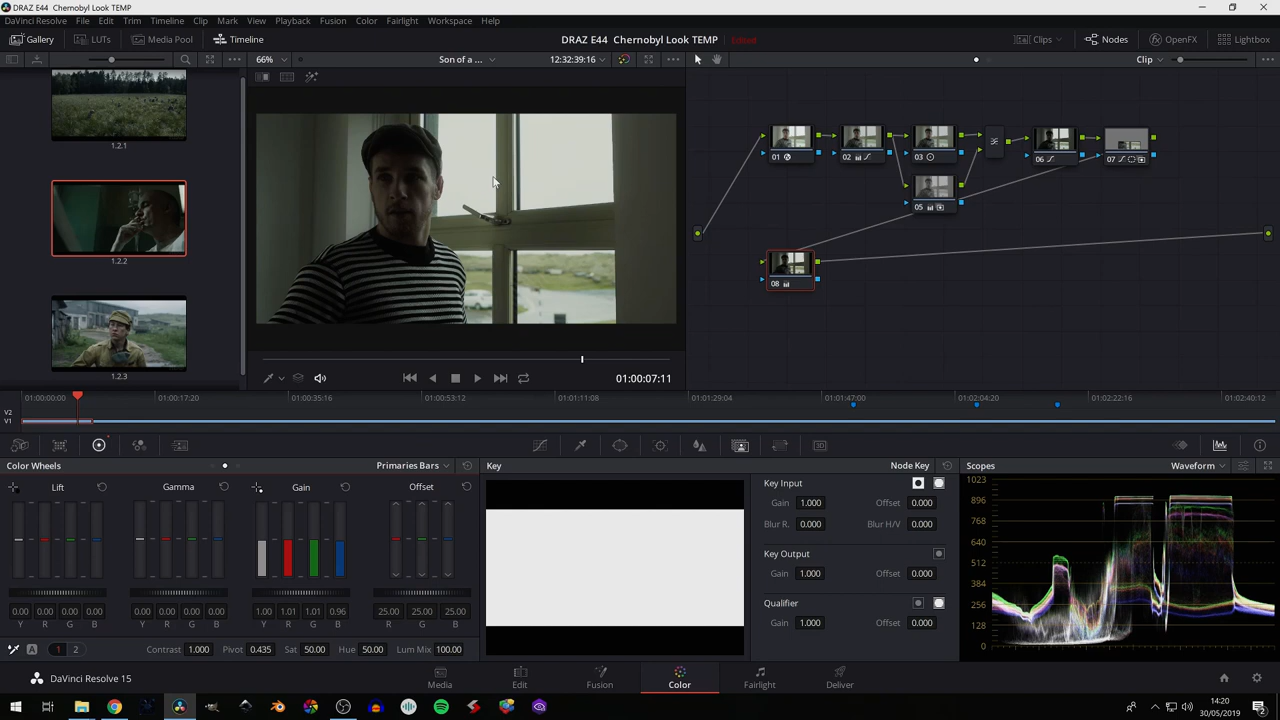 DRAZ E44 Chernobyl Look TEMP
DaVinci Resolve File Edit Trim Timeline Clip Mark View Playback Fusion Color Fairlight Workspace Help
Gallery LUTs Media Pool Timeline DRAZ E44 Chernobyl Look TEMP Edited Clips Nodes OpenFX Lightbox
66% Son of a ... 12:32:39:16 Clip
1.2.1
1.2.2
1.2.3
01
02
03
05
06
07
08
01:00:07:11
01:00:00:00 01:00:17:20 01:00:35:16 01:00:53:12 01:01:11:08 01:01:29:04 01:01:47:00 01:02:04:20 01:02:22:16 01:02:40:12
V2
V1
Color Wheels Primaries Bars Key Node Key Scopes Waveform
Lift Gamma Gain Offset
0.00 0.00 0.00 0.00 0.00 0.00 0.00 0.00 1.00 1.01 1.01 0.96 25.00 25.00 25.00
Y R G B Y R G B Y R G B R G B
A 1 2 Contrast 1.000 Pivot 0.435 Sat 50.00 Hue 50.00 Lum Mix 100.00
Key Input
Gain 1.000 Offset 0.000
Blur R. 0.000 Blur H/V 0.000
Key Output
Gain 1.000 Offset 0.000
Qualifier
Gain 1.000 Offset 0.000
1023
896
768
640
512
384
256
128
0
DaVinci Resolve 15 Media Edit Fusion Color Fairlight Deliver
14:20
30/05/2019
2